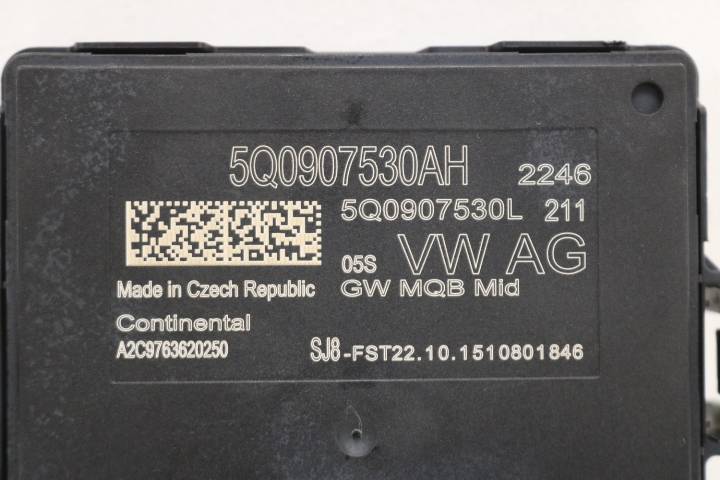 5Q0907530AH 2246
5Q0907530L 211
05S VW AG
Made in Czech Republic GW MQB Mid
Continental
A2C9763620250 SJ8-FST22.10.1510801846